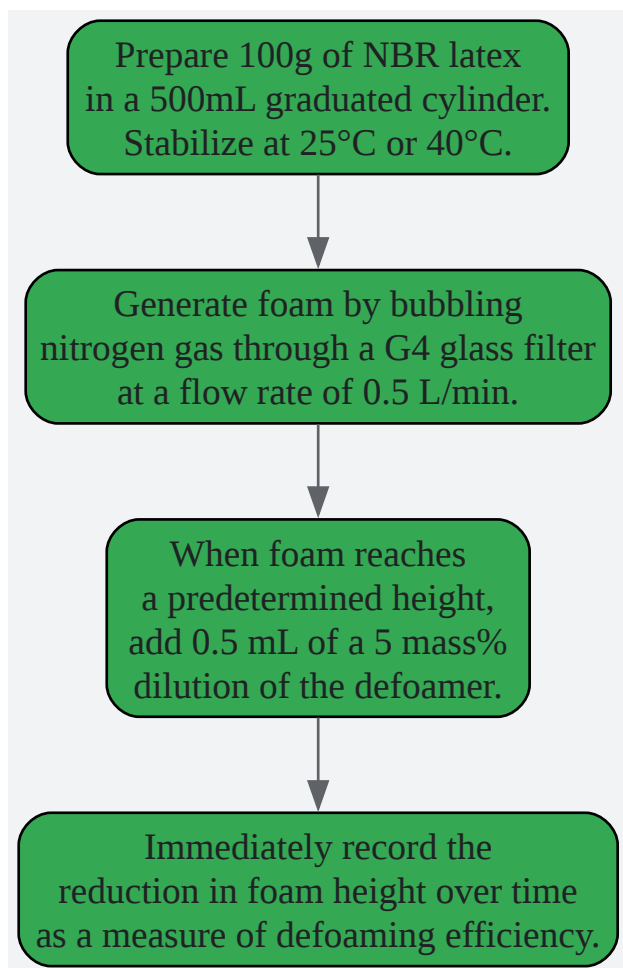 Prepare 100g of NBR latex
in a 500mL graduated cylinder.
Stabilize at 25°C or 40°C.
Generate foam by bubbling
nitrogen gas through a G4 glass filter
at a flow rate of 0.5 L/min.
When foam reaches
a predetermined height,
add 0.5 mL of a 5 mass%
dilution of the defoamer.
Immediately record the
reduction in foam height over time
as a measure of defoaming efficiency.